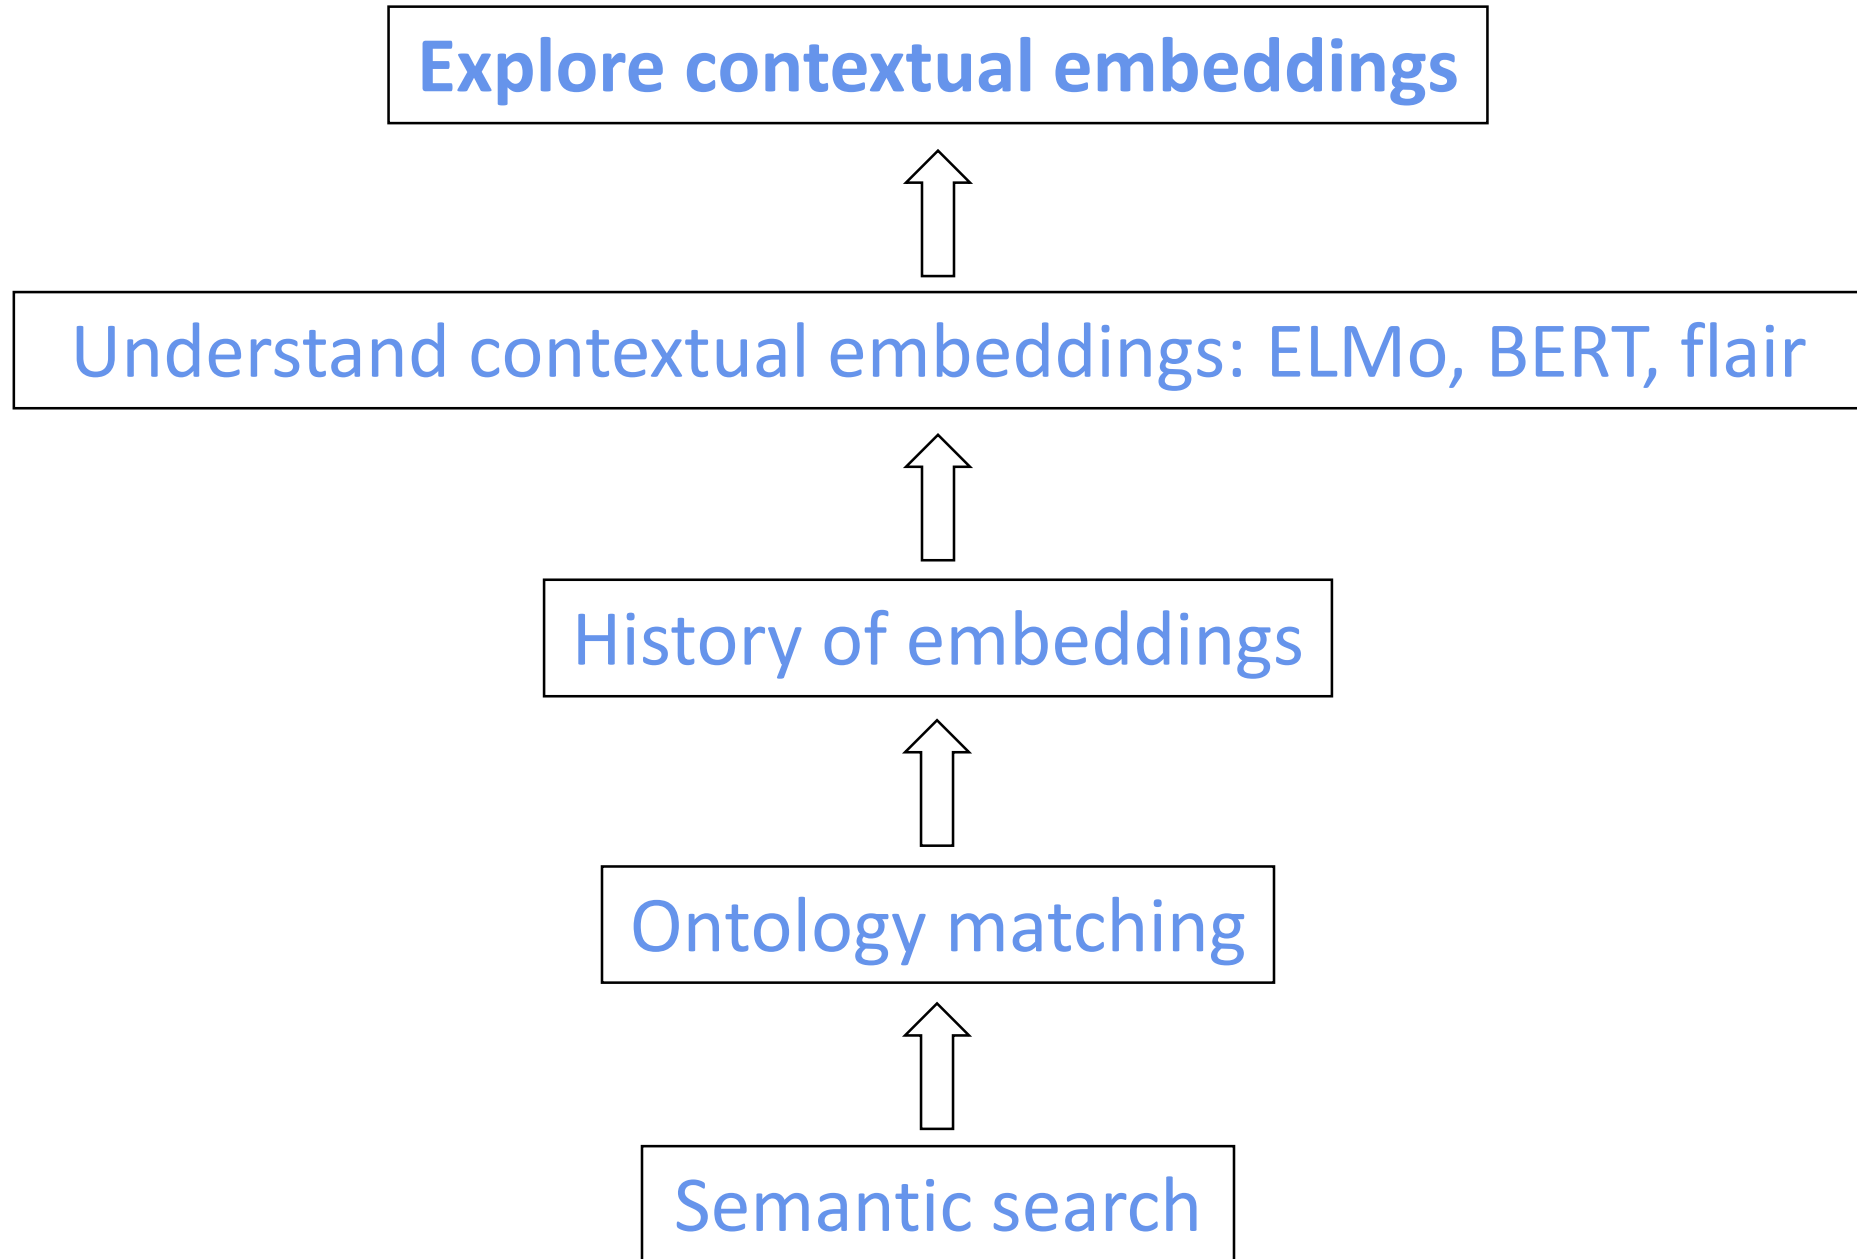 Explore contextual embeddings
Understand contextual embeddings: ELMo, BERT, flair
History of embeddings
Ontology matching
Semantic search